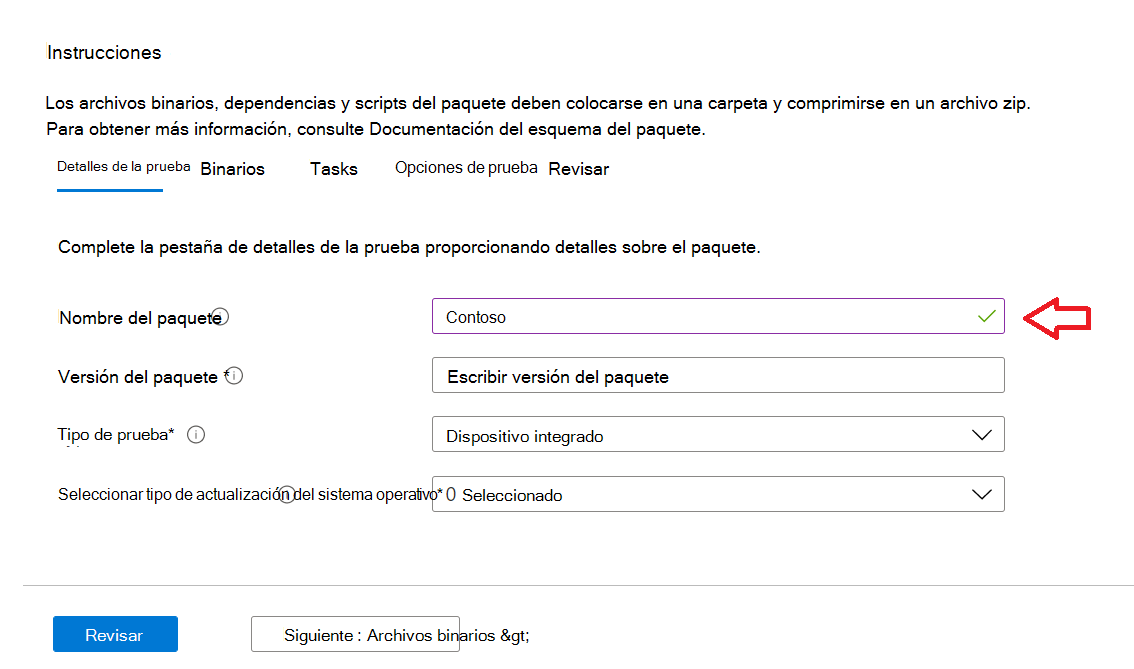 Instrucciones
Los archivos binarios, dependencias y scripts del paquete deben colocarse en una carpeta y comprimirse en un archivo zip.
Para obtener más información, consulte Documentación del esquema del paquete.
Detalles de la prueba Binarios Tasks Opciones de prueba Revisar
Complete la pestaña de detalles de la prueba proporcionando detalles sobre el paquete.
Nombre del paquete Contoso
Versión del paquete * Escribir versión del paquete
Tipo de prueba* Dispositivo integrado
Seleccionar tipo de actualización del sistema operativo* 0 Seleccionado
Revisar Siguiente : Archivos binarios &gt;